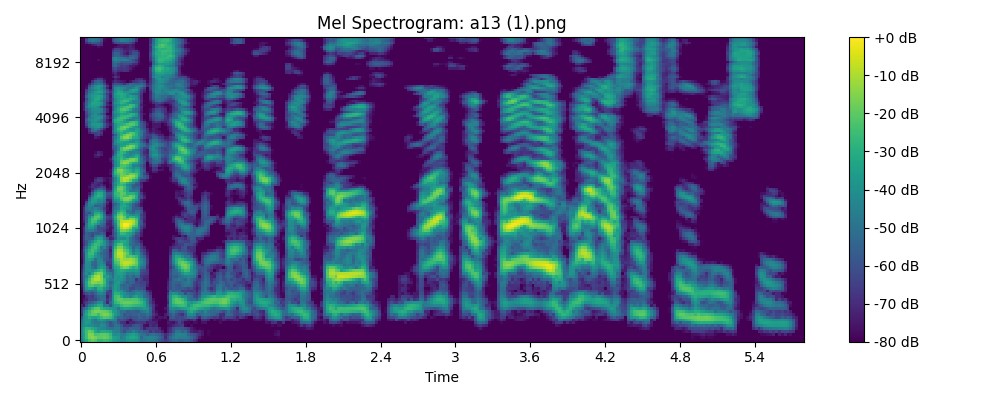 Mel Spectrogram: a13 (1).png
+0 dB
8192
-10 dB
4096
-20 dB
-30 dB
2048
Hz
-40 dB
1024
-50 dB
-60 dB
512
-70 dB
0
-80 dB
0 0.6 1.2 1.8 2.4 3 3.6 4.2 4.8 5.4
Time